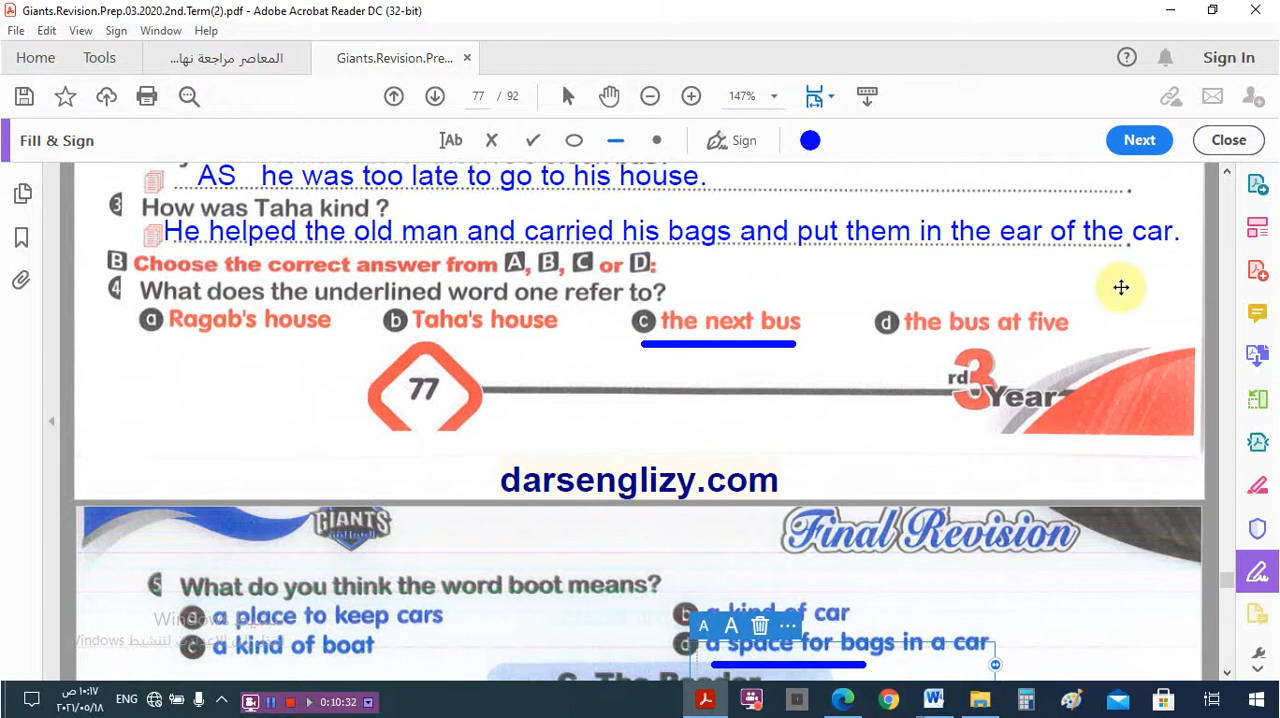 Giants.Revision.Prep.03.2020.2nd.Term(2).pdf - Adobe Acrobat Reader DC (32-bit)
File Edit View Sign Window Help
Home Tools المعاصر مراجعة نها... Giants.Revision.Pre... × Sign In
77 / 92 147%
Fill & Sign Ab Sign Next Close
AS he was too late to go to his house.
3 How was Taha kind ?
He helped the old man and carried his bags and put them in the ear of the car.
B Choose the correct answer from A, B, C or D:
4 What does the underlined word one refer to?
a Ragab's house b Taha's house c the next bus d the bus at five
77 3rd Year
darsenglizy.com
GIANTS Final Revision
5 What do you think the word boot means?
a place to keep cars b a kind of car
c a kind of boat d a space for bags in a car
C. The Reader
ENG 0:10:32